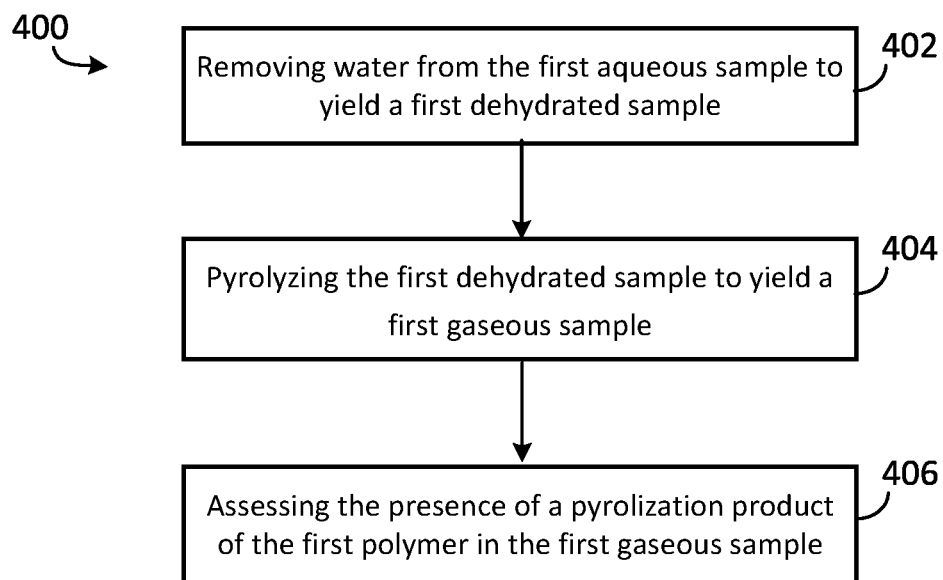 400
402
Removing water from the first aqueous sample to
yield a first dehydrated sample
404
Pyrolyzing the first dehydrated sample to yield a
first gaseous sample
406
Assessing the presence of a pyrolization product
of the first polymer in the first gaseous sample